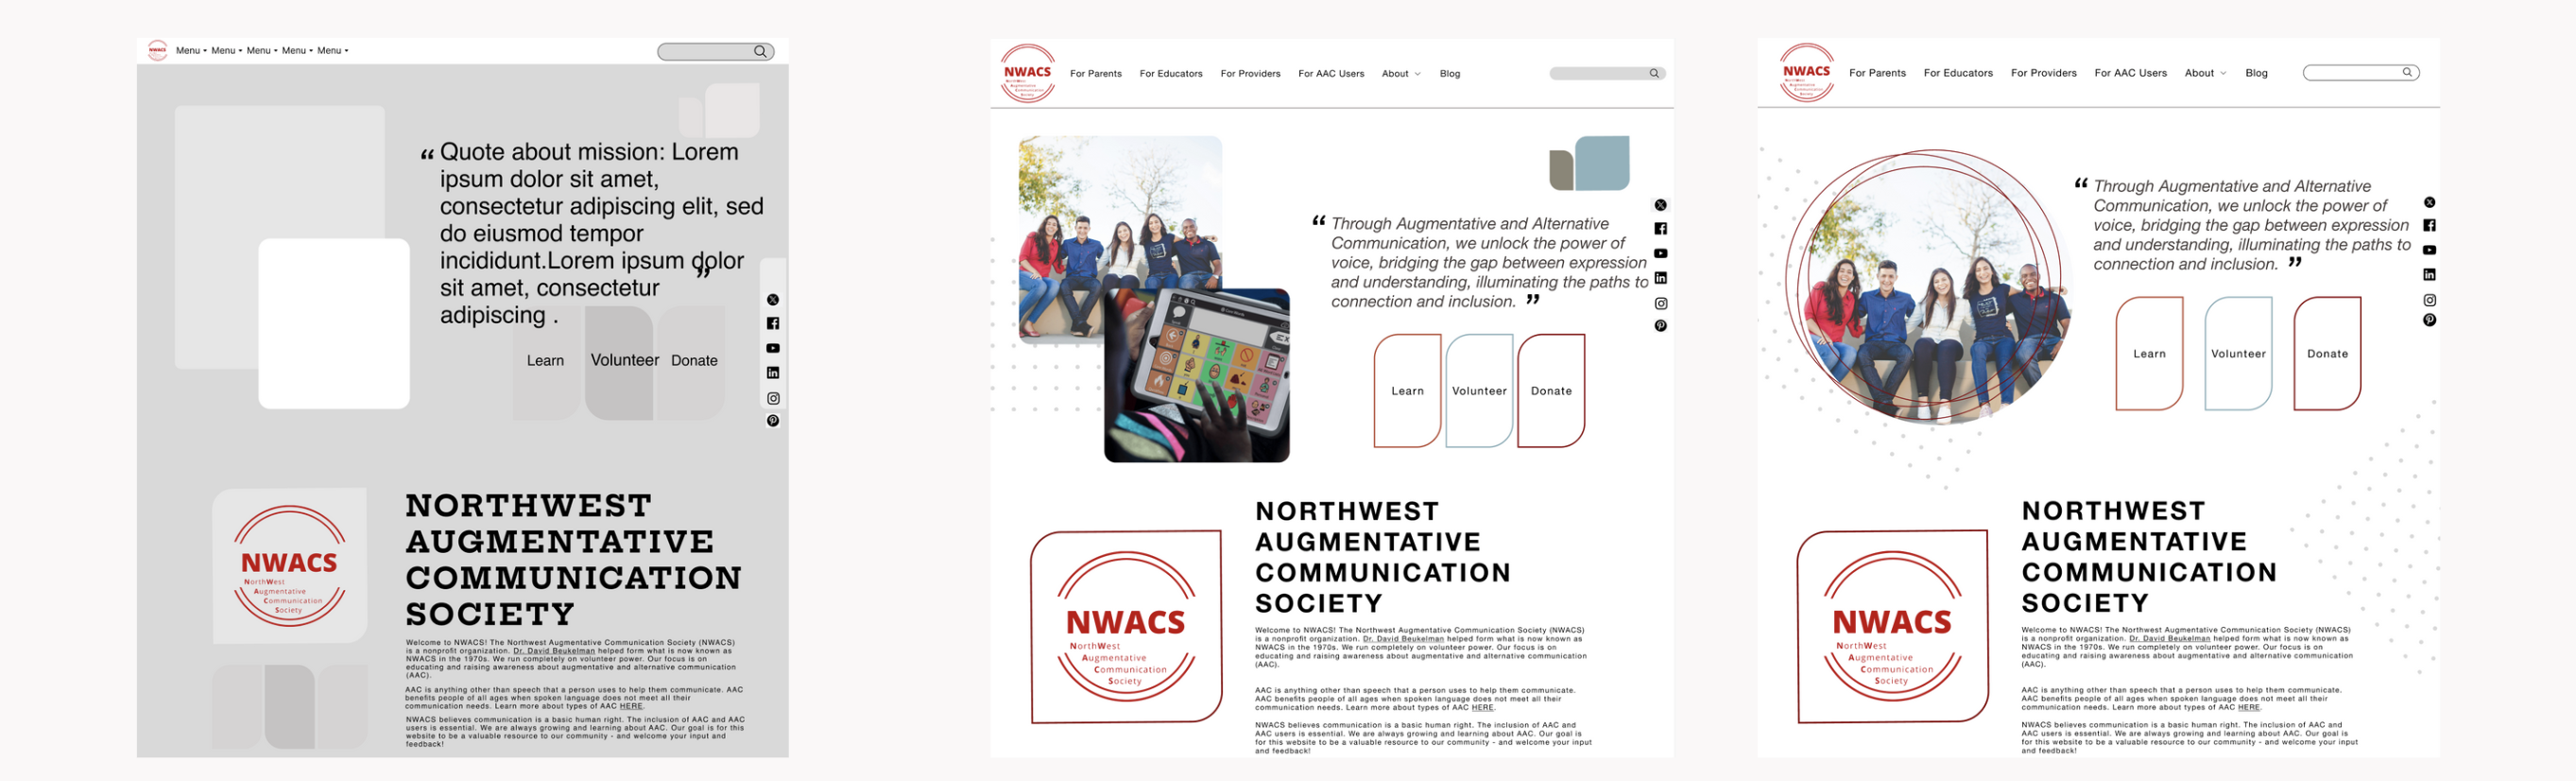 NWACS
Menu
Menu
Menu
Menu
Menu
“ Quote about mission: Lorem
ipsum dolor sit amet,
consectetur adipiscing elit, sed
do eiusmod tempor
incididunt.Lorem ipsum dolor
sit amet, consectetur
adipiscing . ”
Learn
Volunteer
Donate
NWACS
NorthWest
Augmentative
Communication
Society
NORTHWEST
AUGMENTATIVE
COMMUNICATION
SOCIETY
Welcome to NWACS! The Northwest Augmentative Communication Society (NWACS)
is a nonprofit organization. Dr. David Beukelman helped form what is now known as
NWACS in the 1970s. We run completely on volunteer power. Our focus is on
educating and raising awareness about augmentative and alternative communication
(AAC).
AAC is anything other than speech that a person uses to help them communicate. AAC
benefits people of all ages when spoken language does not meet all their
communication needs. Learn more about types of AAC HERE.
NWACS believes communication is a basic human right. The inclusion of AAC and AAC
users is essential. We are always growing and learning about AAC. Our goal is for this
website to be a valuable resource to our community - and welcome your input and
feedback!
NWACS
NorthWest
Augmentative
Communication
Society
For Parents
For Educators
For Providers
For AAC Users
About
Blog
“ Through Augmentative and Alternative
Communication, we unlock the power of
voice, bridging the gap between expression
and understanding, illuminating the paths to
connection and inclusion. ”
Learn
Volunteer
Donate
NWACS
NorthWest
Augmentative
Communication
Society
NORTHWEST
AUGMENTATIVE
COMMUNICATION
SOCIETY
Welcome to NWACS! The Northwest Augmentative Communication Society (NWACS)
is a nonprofit organization. Dr. David Beukelman helped form what is now known as
NWACS in the 1970s. We run completely on volunteer power. Our focus is on
educating and raising awareness about augmentative and alternative communication
(AAC).
AAC is anything other than speech that a person uses to help them communicate.
AAC benefits people of all ages when spoken language does not meet all their
communication needs. Learn more about types of AAC HERE.
NWACS believes communication is a basic human right. The inclusion of AAC and
AAC users is essential. We are always growing and learning about AAC. Our goal is
for this website to be a valuable resource to our community - and welcome your input
and feedback!
NWACS
NorthWest
Augmentative
Communication
Society
For Parents
For Educators
For Providers
For AAC Users
About
Blog
“ Through Augmentative and Alternative
Communication, we unlock the power of
voice, bridging the gap between expression
and understanding, illuminating the paths to
connection and inclusion. ”
Learn
Volunteer
Donate
NWACS
NorthWest
Augmentative
Communication
Society
NORTHWEST
AUGMENTATIVE
COMMUNICATION
SOCIETY
Welcome to NWACS! The Northwest Augmentative Communication Society (NWACS)
is a nonprofit organization. Dr. David Beukelman helped form what is now known as
NWACS in the 1970s. We run completely on volunteer power. Our focus is on
educating and raising awareness about augmentative and alternative communication
(AAC).
AAC is anything other than speech that a person uses to help them communicate.
AAC benefits people of all ages when spoken language does not meet all their
communication needs. Learn more about types of AAC HERE.
NWACS believes communication is a basic human right. The inclusion of AAC and
AAC users is essential. We are always growing and learning about AAC. Our goal is
for this website to be a valuable resource to our community - and welcome your input
and feedback!